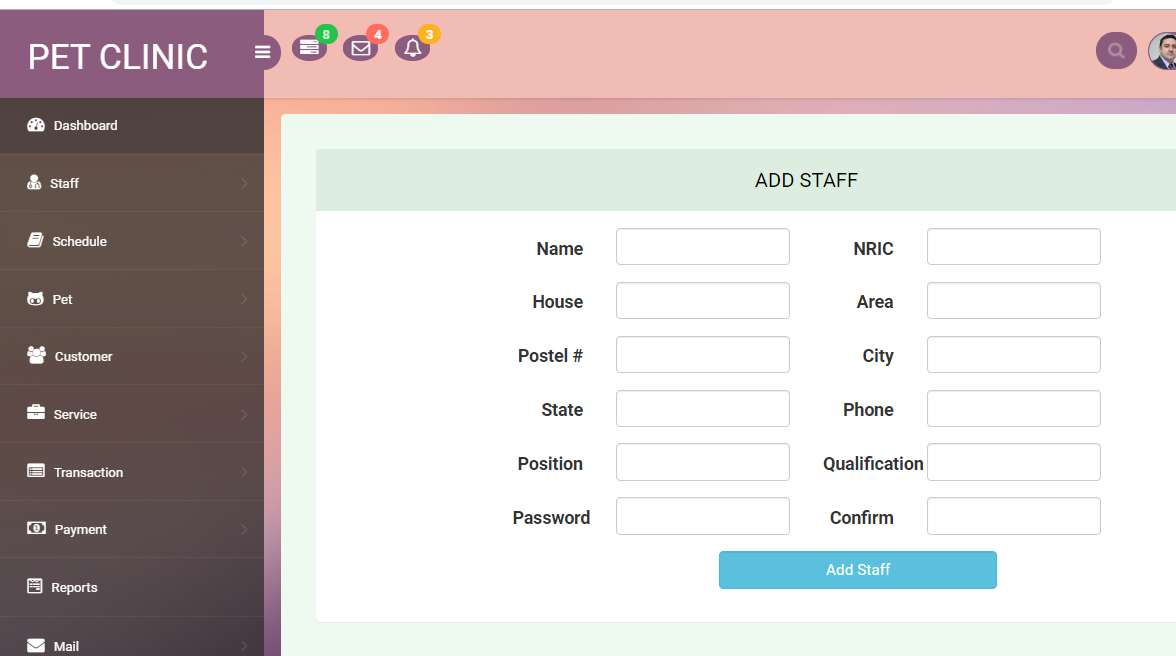 PET CLINIC
8
4
3
Dashboard
Staff
Schedule
Pet
Customer
Service
Transaction
Payment
Reports
Mail
ADD STAFF
Name
NRIC
House
Area
Postel #
City
State
Phone
Position
Qualification
Password
Confirm
Add Staff